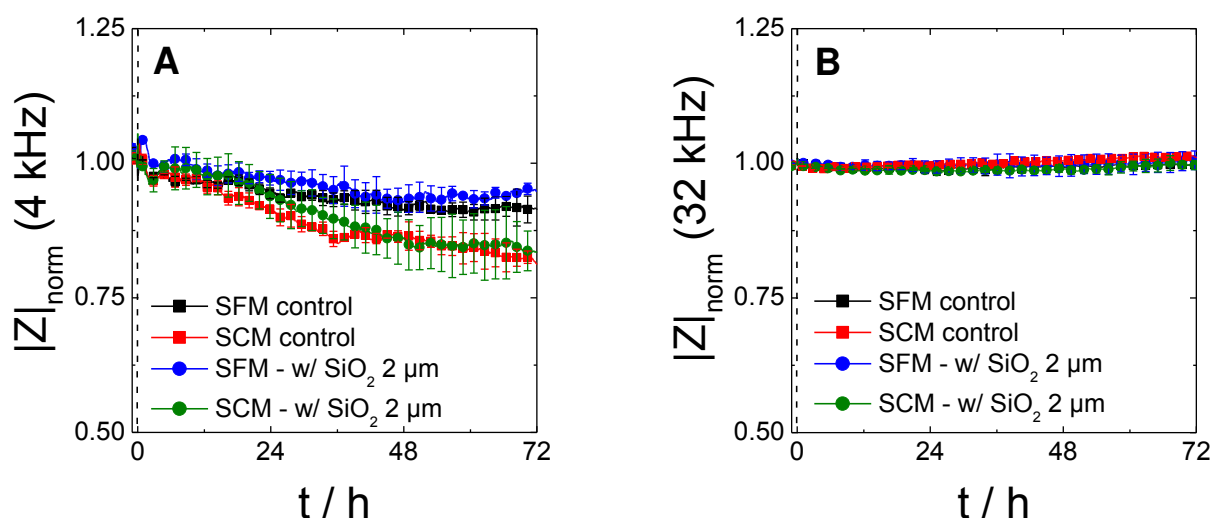 A
1.25
1.00
0.75
0.50
|Z|norm (4 kHz)
SFM control
SCM control
SFM - w/ SiO2 2 µm
SCM - w/ SiO2 2 µm
0 24 48 72
t / h
B
1.25
1.00
0.75
0.50
|Z|norm (32 kHz)
SFM control
SCM control
SFM - w/ SiO2 2 µm
SCM - w/ SiO2 2 µm
0 24 48 72
t / h